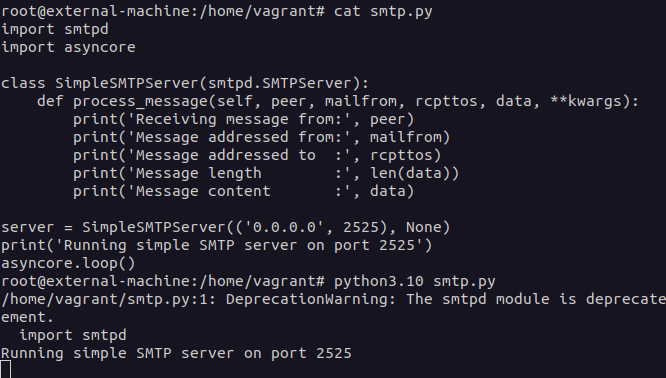 root@external-machine:/home/vagrant# cat smtp.py
import smtpd
import asyncore

class SimpleSMTPServer(smtpd.SMTPServer):
    def process_message(self, peer, mailfrom, rcpttos, data, **kwargs):
        print('Receiving message from:', peer)
        print('Message addressed from:', mailfrom)
        print('Message addressed to  :', rcpttos)
        print('Message length        :', len(data))
        print('Message content       :', data)

server = SimpleSMTPServer(('0.0.0.0', 2525), None)
print('Running simple SMTP server on port 2525')
asyncore.loop()
root@external-machine:/home/vagrant# python3.10 smtp.py
/home/vagrant/smtp.py:1: DeprecationWarning: The smtpd module is deprecate
ement.
  import smtpd
Running simple SMTP server on port 2525